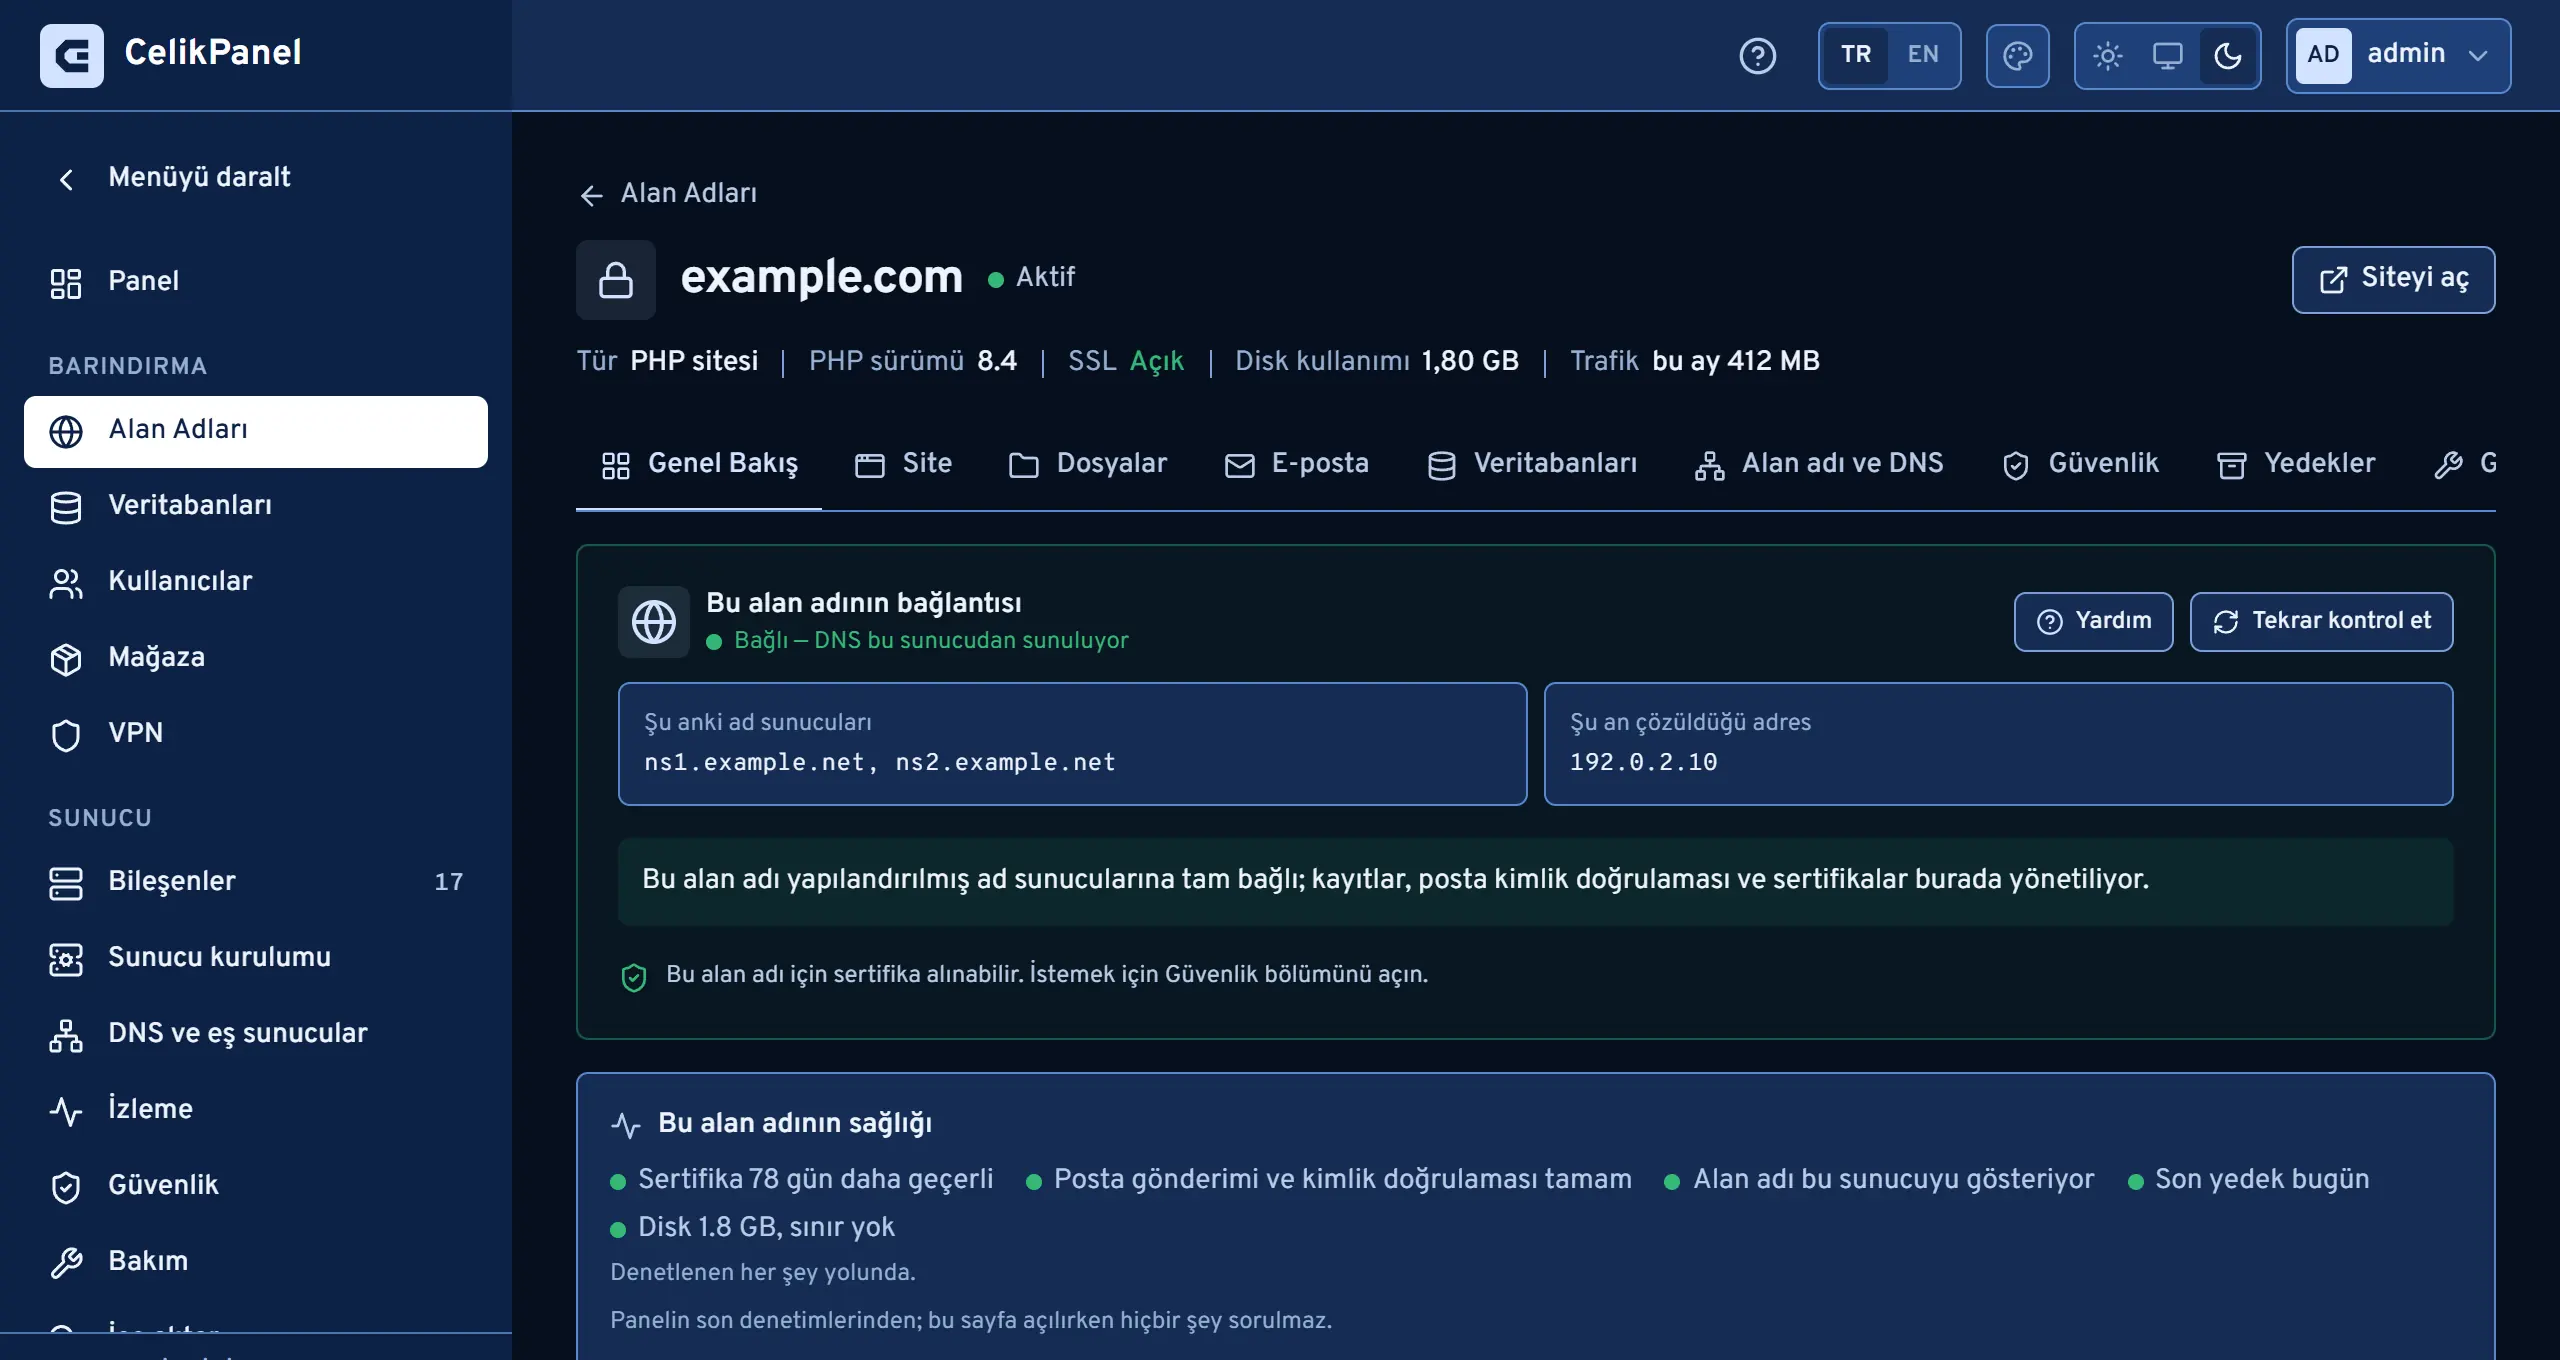 CelikPanel
TR EN
AD admin
Menüyü daralt
Panel
BARINDIRMA
Alan Adları
Veritabanları
Kullanıcılar
Mağaza
VPN
SUNUCU
Bileşenler 17
Sunucu kurulumu
DNS ve eş sunucular
İzleme
Güvenlik
Bakım
Alan Adları
example.com Aktif
Siteyi aç
Tür PHP sitesi | PHP sürümü 8.4 | SSL Açık | Disk kullanımı 1,80 GB | Trafik bu ay 412 MB
Genel Bakış Site Dosyalar E-posta Veritabanları Alan adı ve DNS Güvenlik Yedekler G
Bu alan adının bağlantısı
Bağlı — DNS bu sunucudan sunuluyor
Yardım Tekrar kontrol et
Şu anki ad sunucuları
ns1.example.net, ns2.example.net
Şu an çözüldüğü adres
192.0.2.10
Bu alan adı yapılandırılmış ad sunucularına tam bağlı; kayıtlar, posta kimlik doğrulaması ve sertifikalar burada yönetiliyor.
Bu alan adı için sertifika alınabilir. İstemek için Güvenlik bölümünü açın.
Bu alan adının sağlığı
Sertifika 78 gün daha geçerli Posta gönderimi ve kimlik doğrulaması tamam Alan adı bu sunucuyu gösteriyor Son yedek bugün
Disk 1.8 GB, sınır yok
Denetlenen her şey yolunda.
Panelin son denetimlerinden; bu sayfa açılırken hiçbir şey sorulmaz.